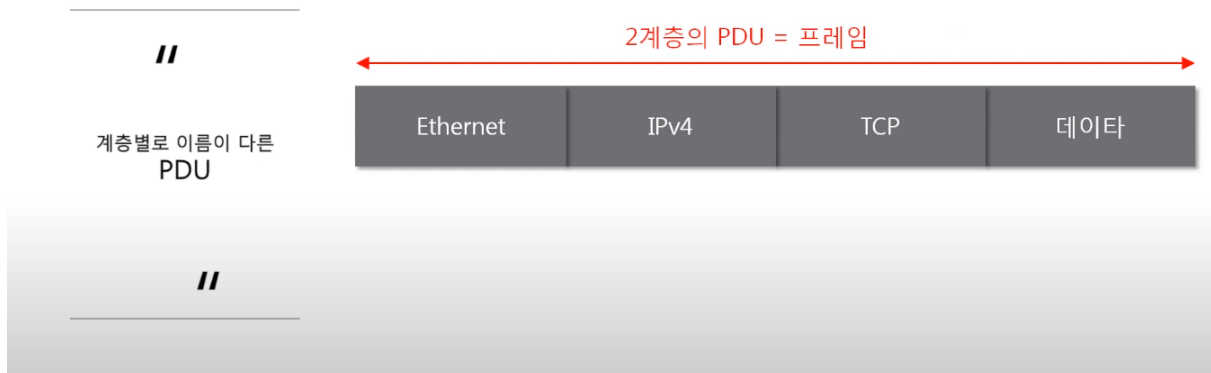 "
계층별로 이름이 다른
PDU
"
2계층의 PDU = 프레임
Ethernet IPv4 TCP 데이타